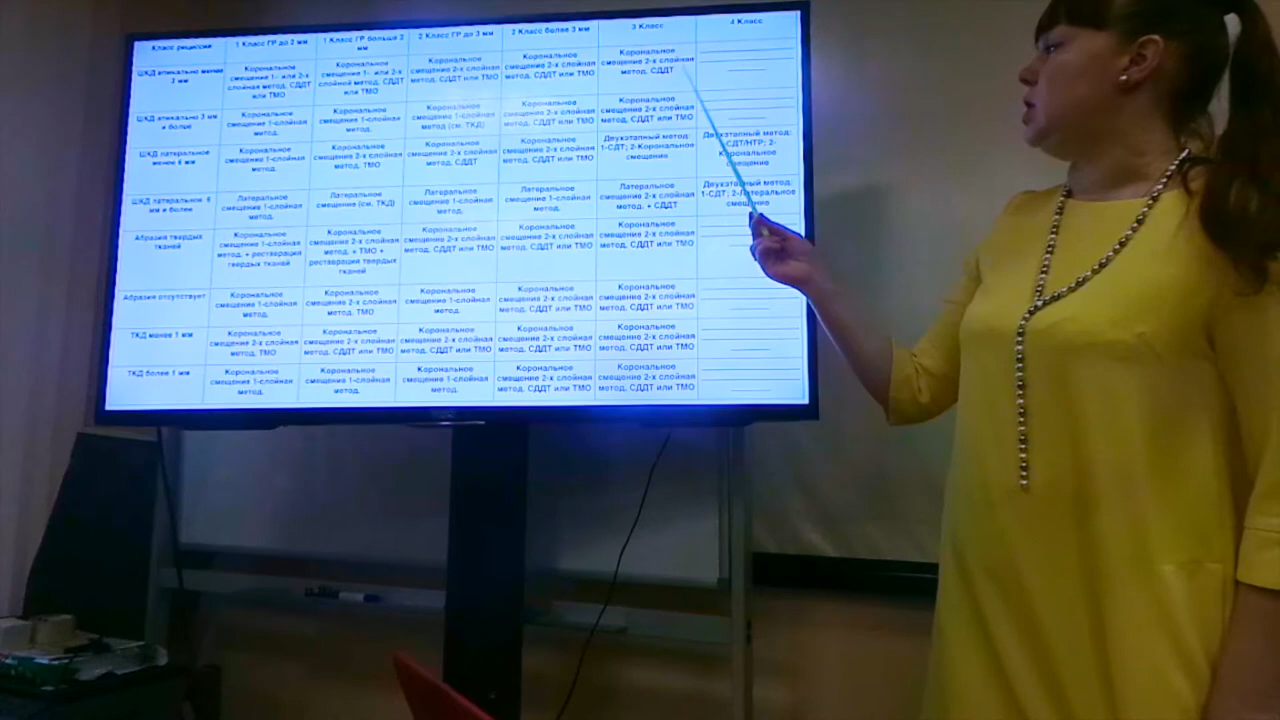 Класс рецессии 1 Класс ГР до 2 мм 1 Класс ГР больше 3 мм 2 Класс ГР до 3 мм 2 Класс более 3 мм 3 Класс 4 Класс
ШКД апикально менее 3 мм
Корональное смещение 1- или 2-х слойная метод, СДДТ или ТМО
Корональное смещение 1- или 2-х слойной метод, СДДТ или ТМО
Корональное смещение 2-х слойная метод, СДДТ или ТМО
Корональное смещение 2-х слойная метод, СДДТ или ТМО
Корональное смещение 2-х слойная метод, СДДТ
ШКД апикально 3 мм и более
Корональное смещение 1-слойная метод.
Корональное смещение 1-слойная метод.
Корональное смещение 1-слойная метод (см. ТКД)
Корональное смещение 2-х слойная метод, СДДТ или ТМО
Корональное смещение 2-х слойная метод, СДДТ или ТМО
ШКД латеральное менее 6 мм
Корональное смещение 1-слойная метод.
Корональное смещение 2-х слойная метод, ТМО
Корональное смещение 2-х слойная метод, СДДТ
Корональное смещение 2-х слойная метод, СДДТ или ТМО
Двухэтапный метод: 1-СДТ; 2-Корональное смещение
Двухэтапный метод: СДТ/НТР; 2- Корональное смещение
ШКД латеральное 6 мм и более
Латеральное смещение 1-слойная метод.
Латеральное смещение (см. ТКД)
Латеральное смещение 1-слойная метод.
Латеральное смещение 1-слойная метод.
Латеральное смещение 2-х слойная метод. + СДДТ
Двухэтапный метод: 1-СДТ; 2-Латеральное смещение
Абразия твердых тканей
Корональное смещение 1-слойная метод. + реставрация твердых тканей
Корональное смещение 2-х слойная метод. + ТМО + реставрация твердых тканей
Корональное смещение 2-х слойная метод, СДДТ или ТМО
Корональное смещение 2-х слойная метод, СДДТ или ТМО
Корональное смещение 2-х слойная метод, СДДТ или ТМО
Абразия отсутствует
Корональное смещение 1-слойная метод.
Корональное смещение 2-х слойная метод, ТМО
Корональное смещение 1-слойная метод.
Корональное смещение 2-х слойная метод, СДДТ или ТМО
Корональное смещение 2-х слойная метод, СДДТ или ТМО
ТКД менее 1 мм
Корональное смещение 2-х слойная метод, ТМО
Корональное смещение 2-х слойная метод, СДДТ или ТМО
Корональное смещение 2-х слойная метод, СДДТ или ТМО
Корональное смещение 2-х слойная метод, СДДТ или ТМО
Корональное смещение 2-х слойная метод, СДДТ или ТМО
ТКД более 1 мм
Корональное смещение 1-слойная метод.
Корональное смещение 1-слойная метод.
Корональное смещение 1-слойная метод.
Корональное смещение 2-х слойная метод, СДДТ или ТМО
Корональное смещение 2-х слойная метод, СДДТ или ТМО